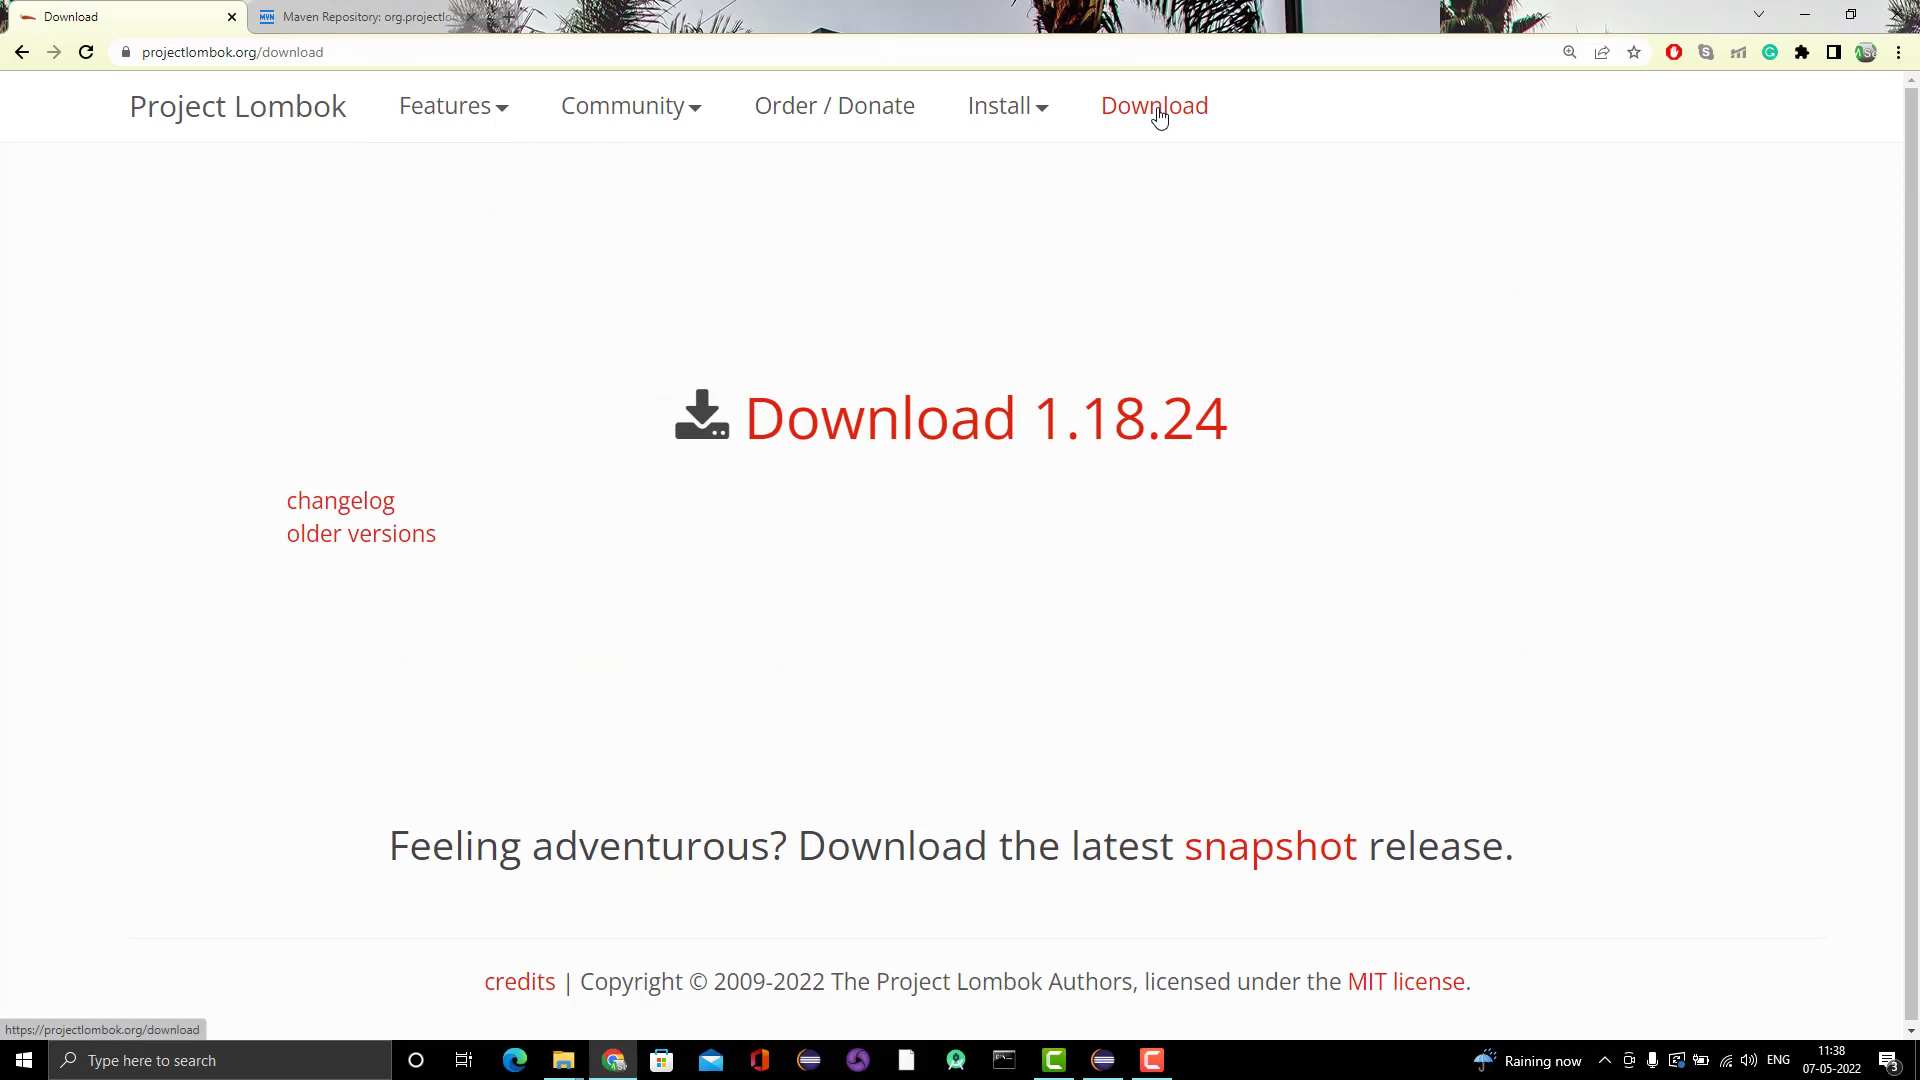 Download
Maven Repository: org.projectlo
projectlombok.org/download
Project Lombok
Features
Community
Order / Donate
Install
Download
Download 1.18.24
changelog
older versions
Feeling adventurous? Download the latest snapshot release.
credits | Copyright © 2009-2022 The Project Lombok Authors, licensed under the MIT license.
https://projectlombok.org/download
Type here to search
Raining now
ENG
11:38
07-05-2022
3